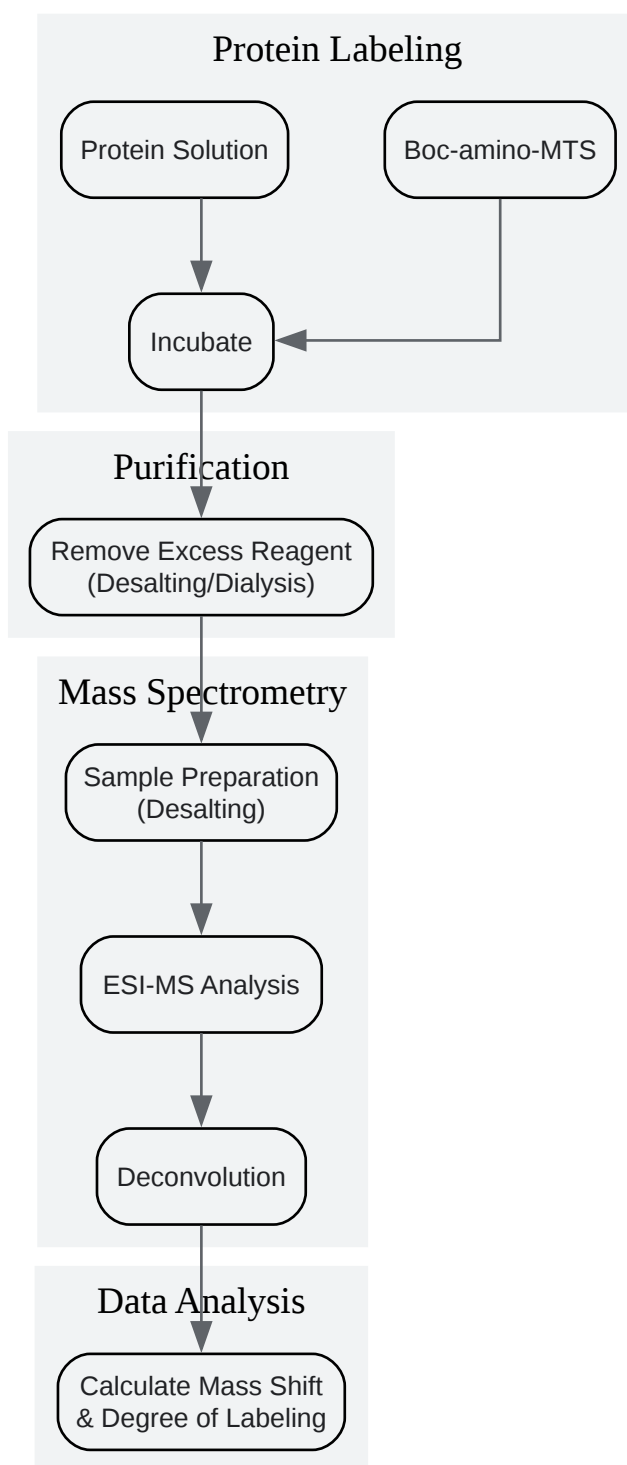 Protein Labeling
Protein Solution
Boc-amino-MTS
Incubate
Purification
Remove Excess Reagent
(Desalting/Dialysis)
Mass Spectrometry
Sample Preparation
(Desalting)
ESI-MS Analysis
Deconvolution
Data Analysis
Calculate Mass Shift
& Degree of Labeling